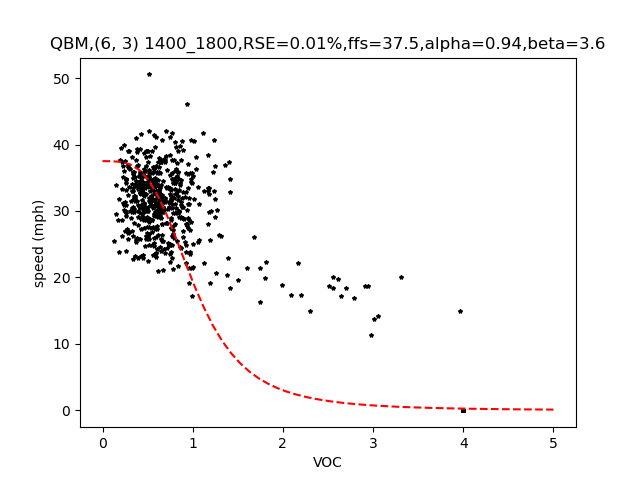 QBM,(6, 3) 1400_1800,RSE=0.01%,ffs=37.5,alpha=0.94,beta=3.6
50
40
30
20
10
0
speed (mph)
0 1 2 3 4 5
VOC